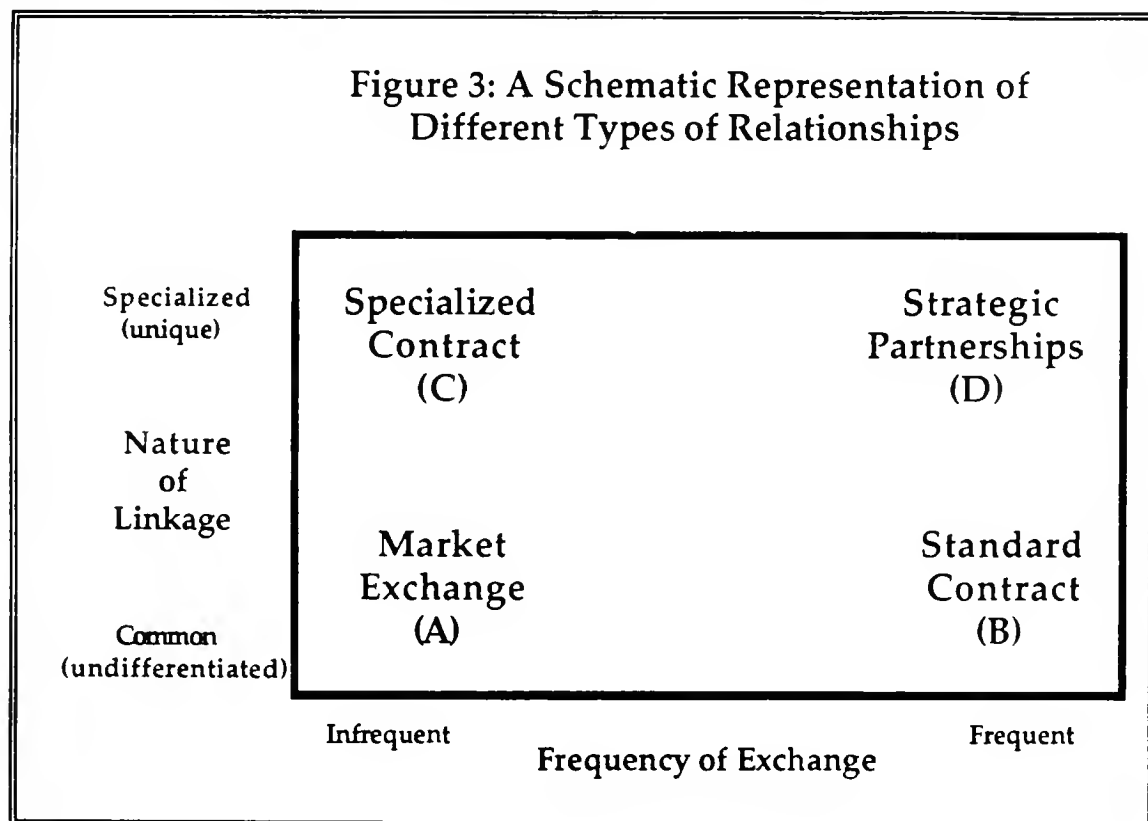 Figure 3: A Schematic Representation of
Different Types of Relationships
Specialized
(unique)
Nature
of
Linkage
Common
(undifferentiated)
Specialized
Contract
(C)
Strategic
Partnerships
(D)
Market
Exchange
(A)
Standard
Contract
(B)
Infrequent
Frequent
Frequency of Exchange